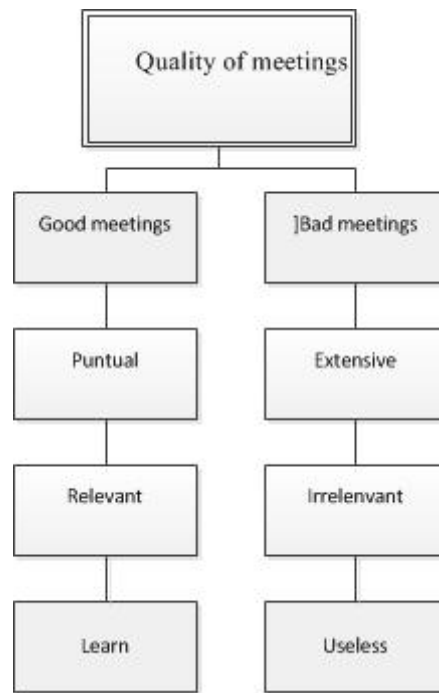 Quality of meetings
Good meetings
]Bad meetings
Puntual
Extensive
Relevant
Irrelenvant
Learn
Useless